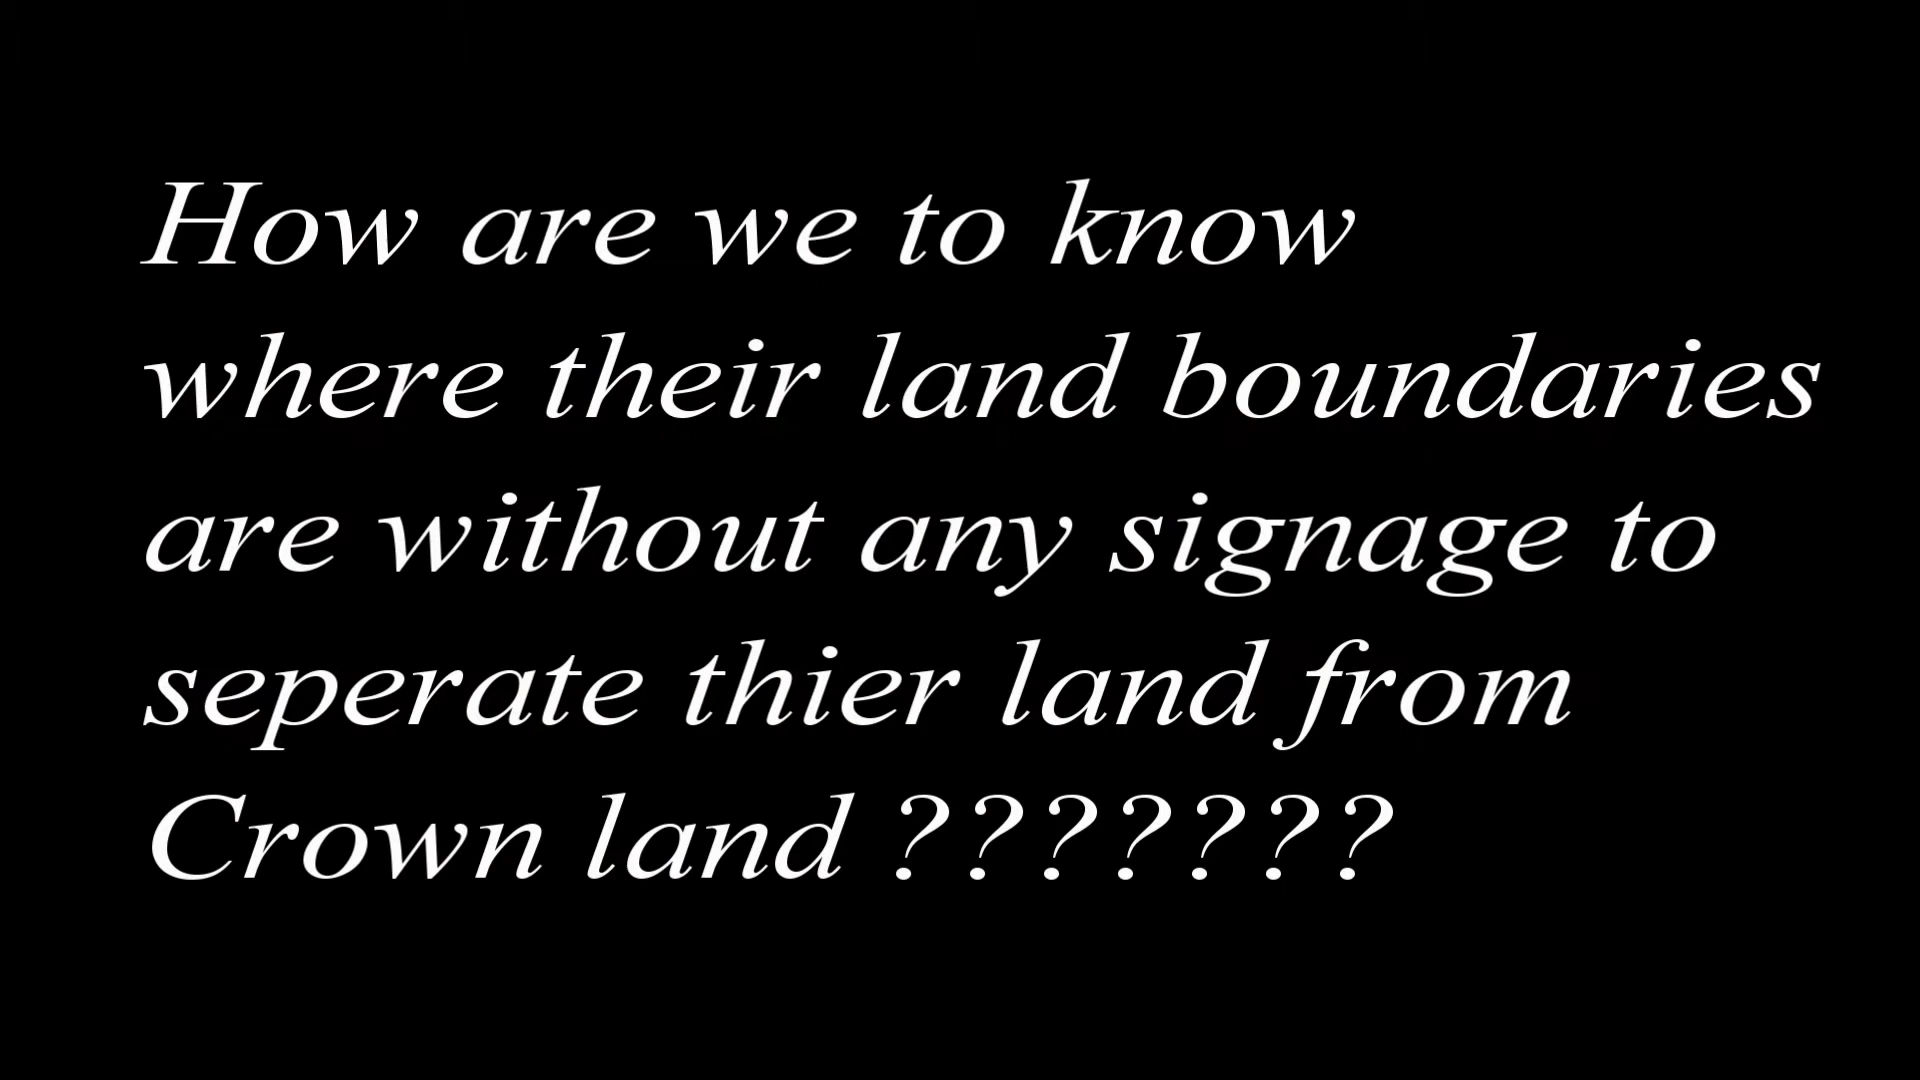 How are we to know
where their land boundaries
are without any signage to
seperate thier land from
Crown land ???????